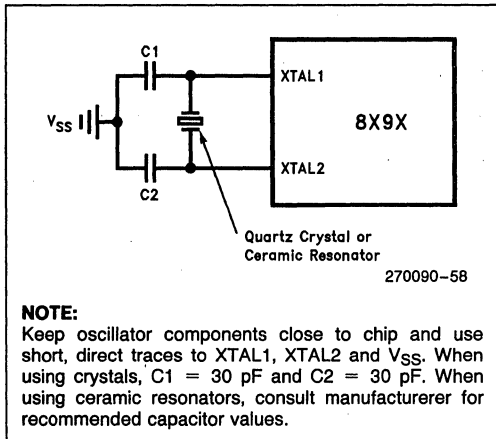 C1
XTAL1
V_SS
8X9X
XTAL2
C2
Quartz Crystal or
Ceramic Resonator
270090-58
NOTE:
Keep oscillator components close to chip and use
short, direct traces to XTAL1, XTAL2 and V_SS. When
using crystals, C1 = 30 pF and C2 = 30 pF. When
using ceramic resonators, consult manufacturerer for
recommended capacitor values.